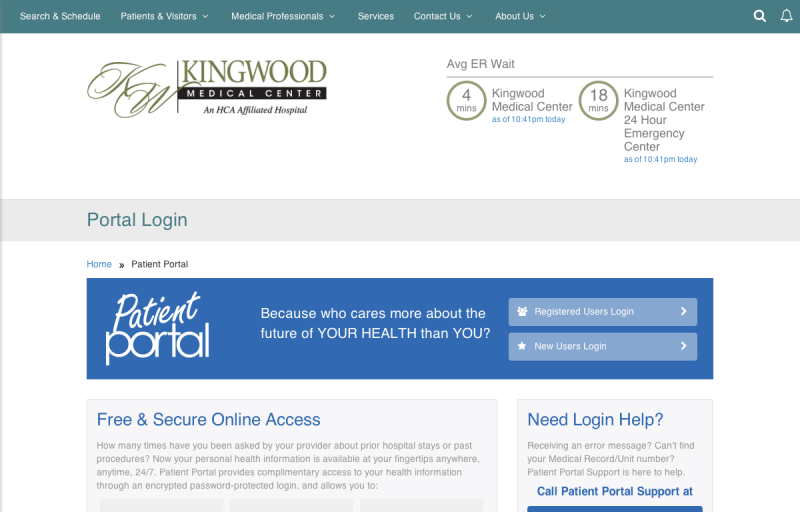 Search & Schedule Patients & Visitors Medical Professionals Services Contact Us About Us
KW KINGWOOD
MEDICAL CENTER
An HCA Affiliated Hospital
Avg ER Wait
4
mins
Kingwood
Medical Center
as of 10:41pm today
18
mins
Kingwood
Medical Center
24 Hour
Emergency
Center
as of 10:41pm today
Portal Login
Home » Patient Portal
Patient
portal
Because who cares more about the
future of YOUR HEALTH than YOU?
Registered Users Login
New Users Login
Free & Secure Online Access
How many times have you been asked by your provider about prior hospital stays or past
procedures? Now your personal health information is available at your fingertips anywhere,
anytime, 24/7. Patient Portal provides complimentary access to your health information
through an encrypted password-protected login, and allows you to:
Need Login Help?
Receiving an error message? Can't find
your Medical Record/Unit number?
Patient Portal Support is here to help.
Call Patient Portal Support at